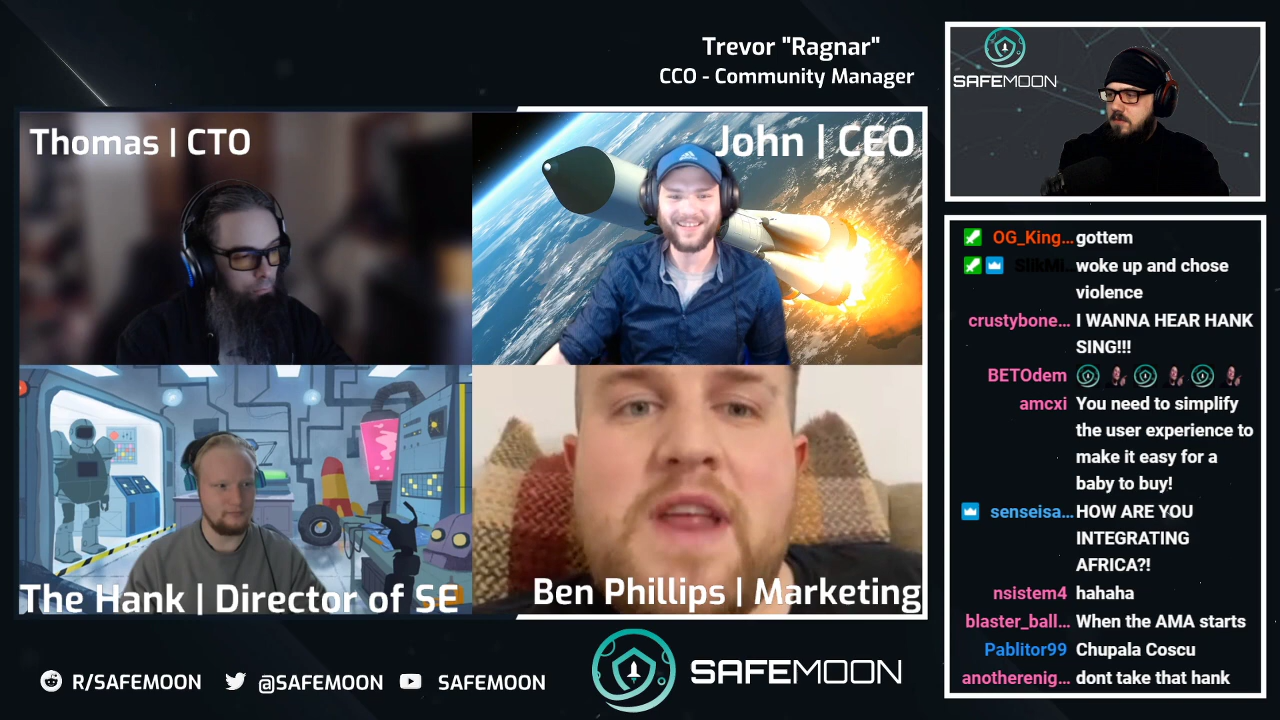 Trevor "Ragnar"
CCO - Community Manager
SAFEMOON
Thomas | CTO
John | CEO
The Hank | Director of SE
Ben Phillips | Marketing
OG_King… gottem
woke up and chose
violence
crustybone… I WANNA HEAR HANK
SING!!!
BETOdem
amcxi You need to simplify
the user experience to
make it easy for a
baby to buy!
senseisa… HOW ARE YOU
INTEGRATING
AFRICA?!
nsistem4 hahaha
blaster_ball… When the AMA starts
Pablitor99 Chupala Coscu
anotherenig… dont take that hank
R/SAFEMOON @SAFEMOON SAFEMOON
SAFEMOON